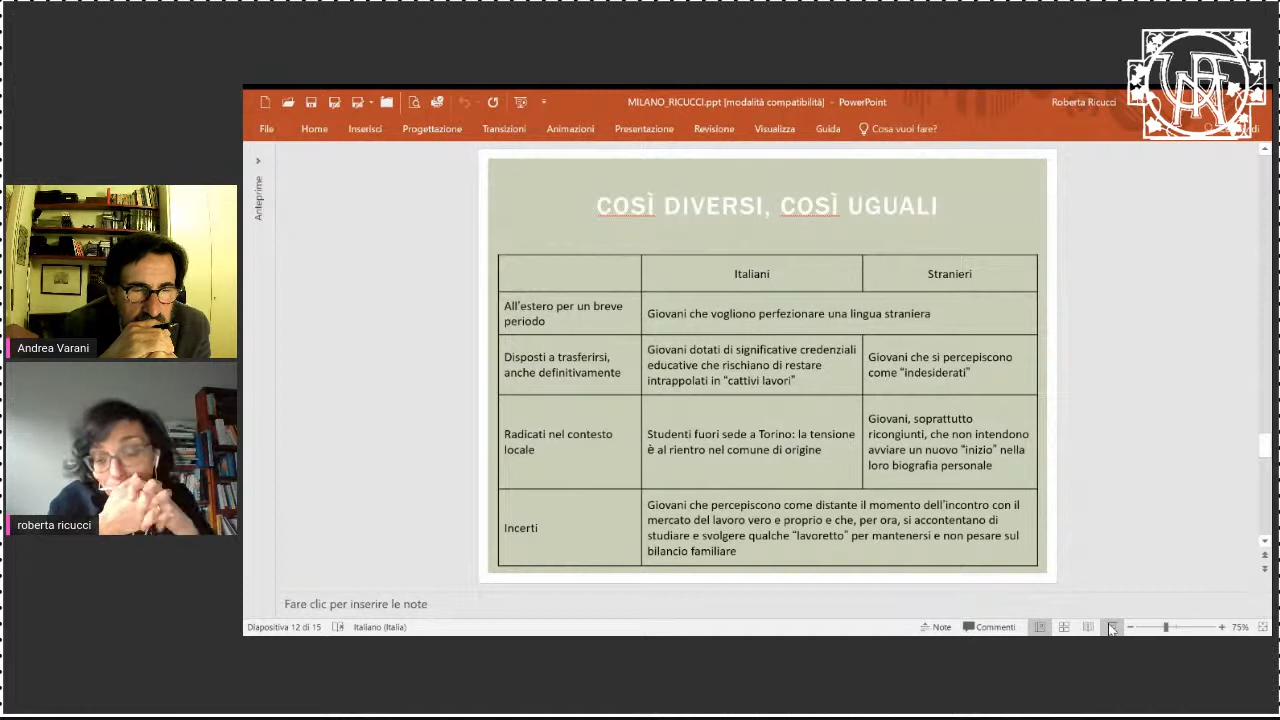 MILANO_RICUCCI.ppt [modalità compatibilità] - PowerPoint
Roberta Ricucci
File Home Inserisci Progettazione Transizioni Animazioni Presentazione Revisione Visualizza Guida Cosa vuoi fare?
Anteprime
COSÌ DIVERSI, COSÌ UGUALI
Italiani
Stranieri
All'estero per un breve
periodo
Giovani che vogliono perfezionare una lingua straniera
Disposti a trasferirsi,
anche definitivamente
Giovani dotati di significative credenziali
educative che rischiano di restare
intrappolati in “cattivi lavori”
Giovani che si percepiscono
come “indesiderati”
Radicati nel contesto
locale
Studenti fuori sede a Torino: la tensione
è al rientro nel comune di origine
Giovani, soprattutto
ricongiunti, che non intendono
avviare un nuovo “inizio” nella
loro biografia personale
Incerti
Giovani che percepiscono come distante il momento dell'incontro con il
mercato del lavoro vero e proprio e che, per ora, si accontentano di
studiare e svolgere qualche “lavoretto” per mantenersi e non pesare sul
bilancio familiare
Andrea Varani
roberta ricucci
Fare clic per inserire le note
Diapositiva 12 di 15 Italiano (Italia) Note Commenti 75%